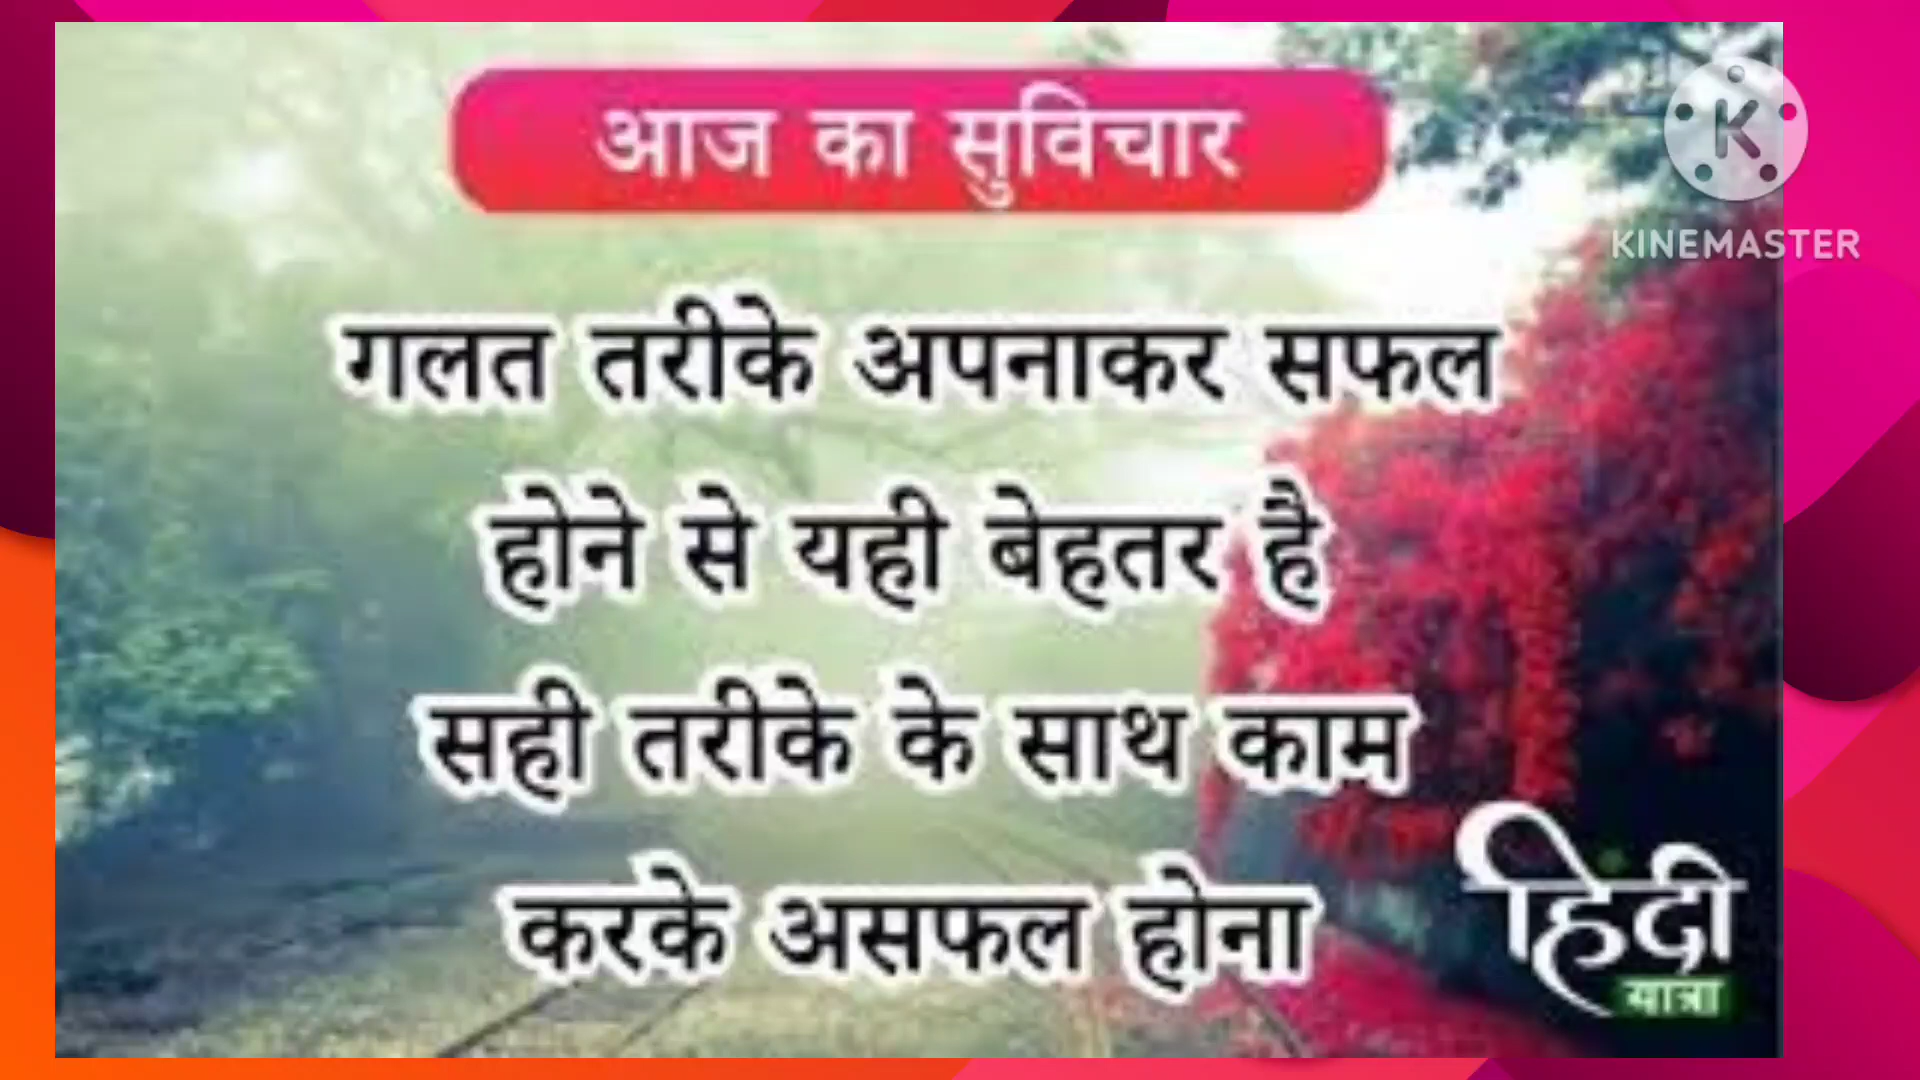 आज का सुविचार
KINEMASTER
गलत तरीके अपनाकर सफल
होने से यही बेहतर है
सही तरीके के साथ काम
करके असफल होना
हिंदी
यात्रा